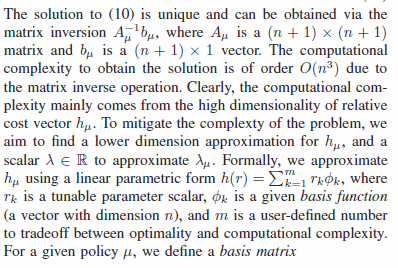 The solution to (10) is unique and can be obtained via the
matrix inversion $A_\mu^{-1}b_\mu$, where $A_\mu$ is a $(n+1) \times (n+1)$
matrix and $b_\mu$ is a $(n+1) \times 1$ vector. The computational
complexity to obtain the solution is of order $O(n^3)$ due to
the matrix inverse operation. Clearly, the computational com-
plexity mainly comes from the high dimensionality of relative
cost vector $h_\mu$. To mitigate the complexty of the problem, we
aim to find a lower dimension approximation for $h_\mu$, and a
scalar $\lambda \in \mathbb{R}$ to approximate $\lambda_\mu$. Formally, we approximate
$h_\mu$ using a linear parametric form $h(r) = \sum_{k=1}^{m} r_k \phi_k$, where
$r_k$ is a tunable parameter scalar, $\phi_k$ is a given basis function
(a vector with dimension $n$), and $m$ is a user-defined number
to tradeoff between optimality and computational complexity.
For a given policy $\mu$, we define a basis matrix